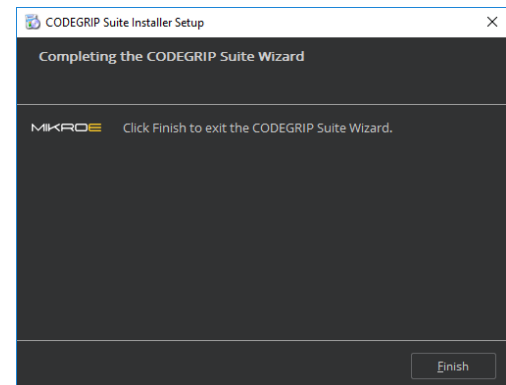 CODEGRIP Suite Installer Setup
Completing the CODEGRIP Suite Wizard
MIKROE Click Finish to exit the CODEGRIP Suite Wizard.
Finish